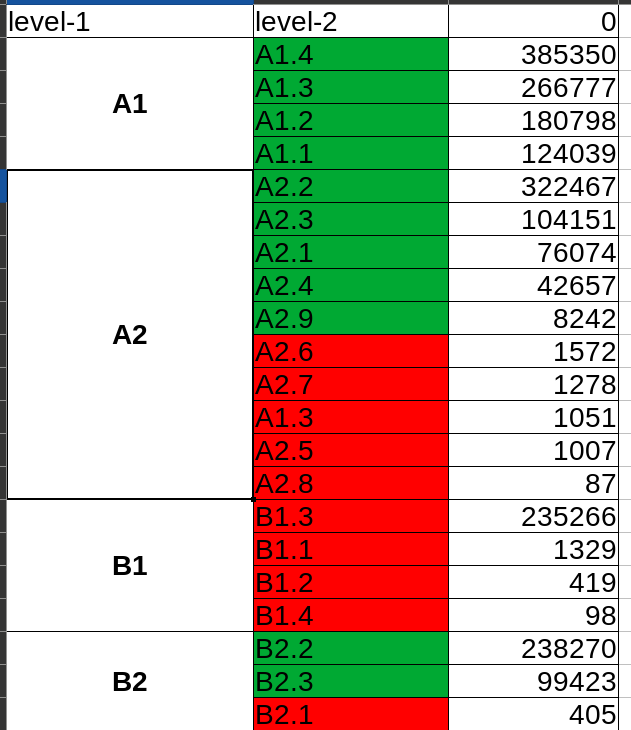 level-1 level-2 0
A1
A1.4 385350
A1.3 266777
A1.2 180798
A1.1 124039
A2
A2.2 322467
A2.3 104151
A2.1 76074
A2.4 42657
A2.9 8242
A2.6 1572
A2.7 1278
A1.3 1051
A2.5 1007
A2.8 87
B1
B1.3 235266
B1.1 1329
B1.2 419
B1.4 98
B2
B2.2 238270
B2.3 99423
B2.1 405